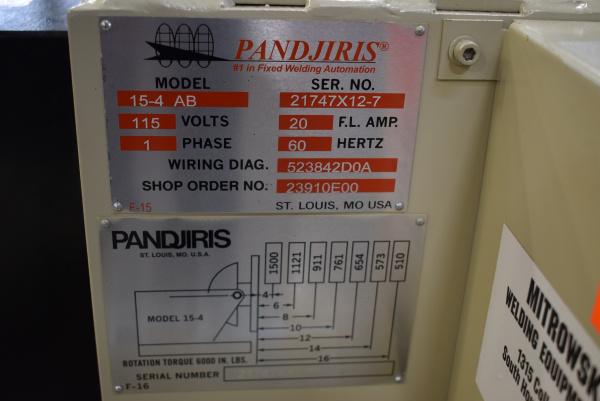 PANDJIRIS®
#1 in Fixed Welding Automation
MODEL SER. NO.
15-4 AB 21747X12-7
115 VOLTS 20 F.L. AMP.
1 PHASE 60 HERTZ
WIRING DIAG. 523842D0A
SHOP ORDER NO. 23910E00
F-15 ST. LOUIS, MO USA
PANDJIRIS
ST. LOUIS, MO. U.S.A.
1500 1121 911 761 654 573 510
4
6
8
10
12
14
16
MODEL 15-4
ROTATION TORQUE 6000 IN. LBS.
SERIAL NUMBER
F-16
MITROWSK
WELDING EQUIPM
7315
South